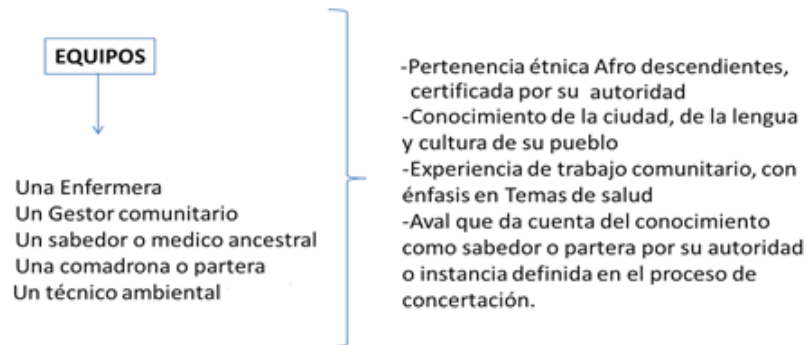 EQUIPOS
Una Enfermera
Un Gestor comunitario
Un sabedor o medico ancestral
Una comadrona o partera
Un técnico ambiental
-Pertenencia étnica Afro descendientes,
certificada por su autoridad
-Conocimiento de la ciudad, de la lengua
y cultura de su pueblo
-Experiencia de trabajo comunitario, con
énfasis en Temas de salud
-Aval que da cuenta del conocimiento
como sabedor o partera por su autoridad
o instancia definida en el proceso de
concertación.